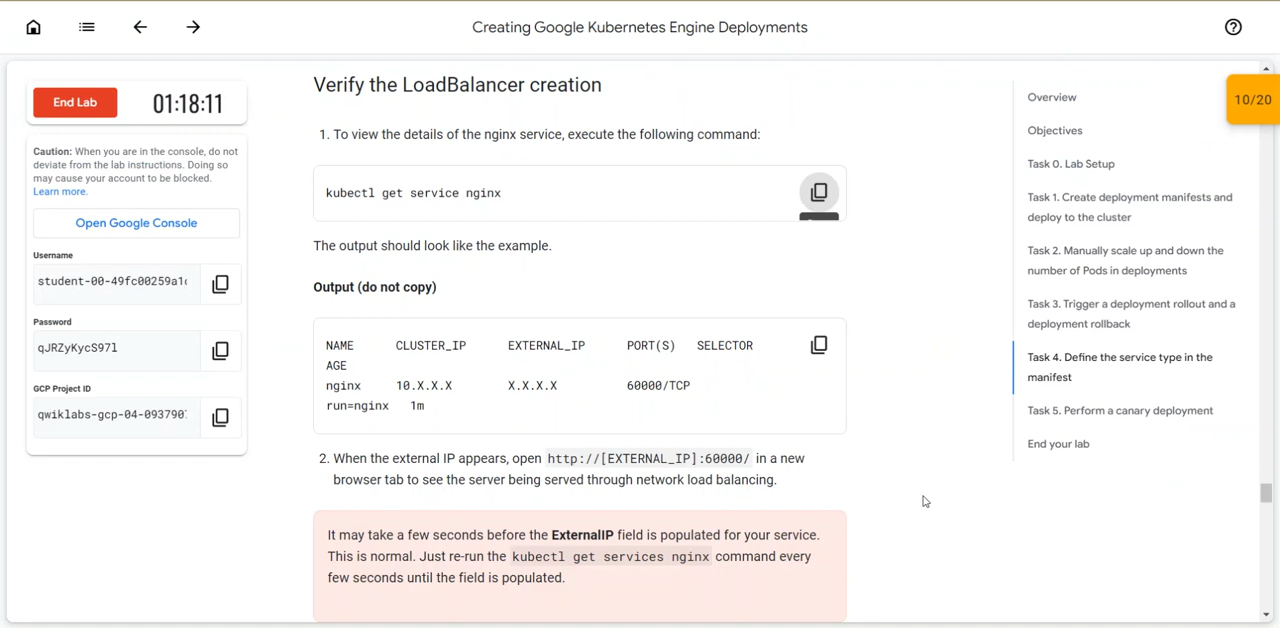 Creating Google Kubernetes Engine Deployments
End Lab
01:18:11
Caution: When you are in the console, do not
deviate from the lab instructions. Doing so
may cause your account to be blocked.
Learn more.
Open Google Console
Username
student-00-49fc00259a1
Password
qJRZyKycS97l
GCP Project ID
qwiklabs-gcp-04-093790
Verify the LoadBalancer creation
1. To view the details of the nginx service, execute the following command:
kubectl get service nginx
The output should look like the example.
Output (do not copy)
NAME CLUSTER_IP EXTERNAL_IP PORT(S) SELECTOR
AGE
nginx 10.X.X.X X.X.X.X 60000/TCP
run=nginx 1m
2. When the external IP appears, open http://[EXTERNAL_IP]:60000/ in a new
browser tab to see the server being served through network load balancing.
It may take a few seconds before the ExternalIP field is populated for your service.
This is normal. Just re-run the kubectl get services nginx command every
few seconds until the field is populated.
Overview
Objectives
Task 0. Lab Setup
Task 1. Create deployment manifests and
deploy to the cluster
Task 2. Manually scale up and down the
number of Pods in deployments
Task 3. Trigger a deployment rollout and a
deployment rollback
Task 4. Define the service type in the
manifest
Task 5. Perform a canary deployment
End your lab
10/20